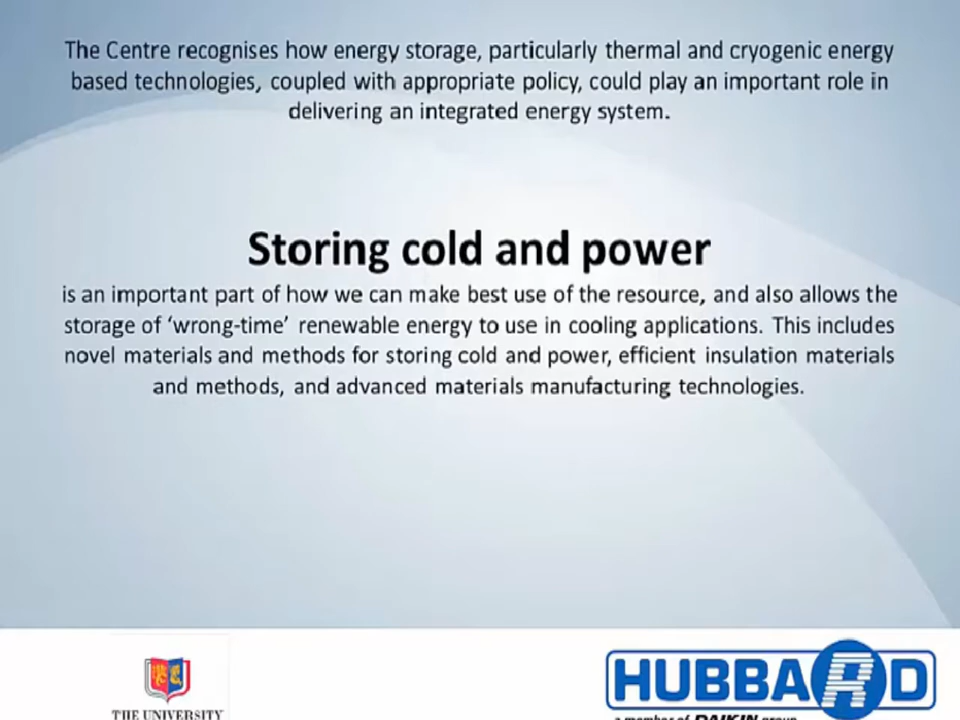 The Centre recognises how energy storage, particularly thermal and cryogenic energy
based technologies, coupled with appropriate policy, could play an important role in
delivering an integrated energy system.
Storing cold and power
is an important part of how we can make best use of the resource, and also allows the
storage of ‘wrong-time’ renewable energy to use in cooling applications. This includes
novel materials and methods for storing cold and power, efficient insulation materials
and methods, and advanced materials manufacturing technologies.
THE UNIVERSITY
HUBBARD
a member of DAIKIN group